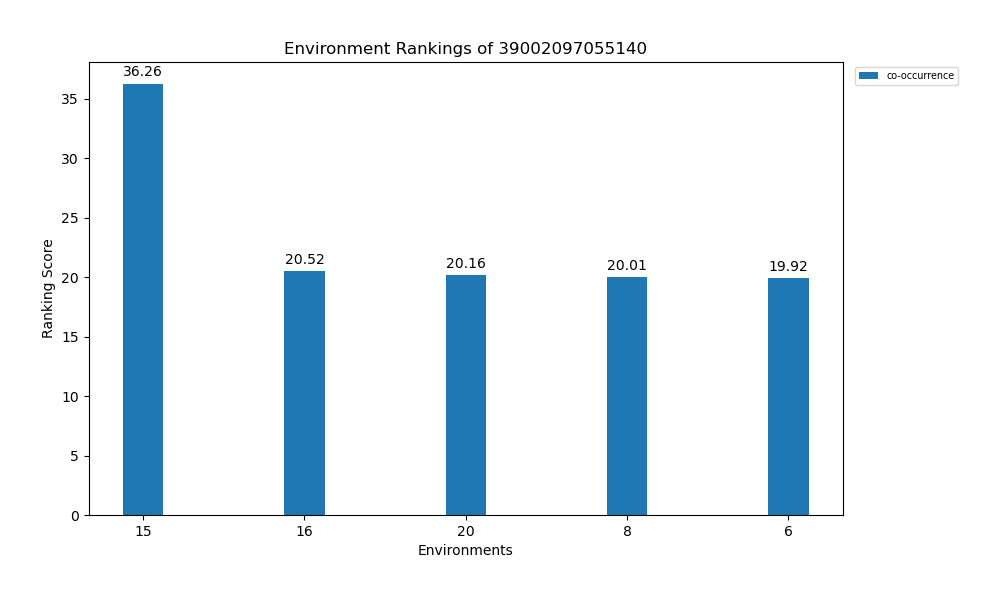 Environment Rankings of 39002097055140
co-occurrence
Ranking Score
35
30
25
20
15
10
5
0
36.26
20.52
20.16
20.01
19.92
15 16 20 8 6
Environments